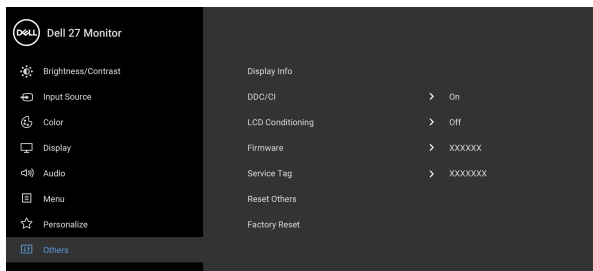 DELL Dell 27 Monitor
Brightness/Contrast
Input Source
Color
Display
Audio
Menu
Personalize
Others
Display Info
DDC/CI > On
LCD Conditioning > Off
Firmware > XXXXXX
Service Tag > XXXXXXX
Reset Others
Factory Reset